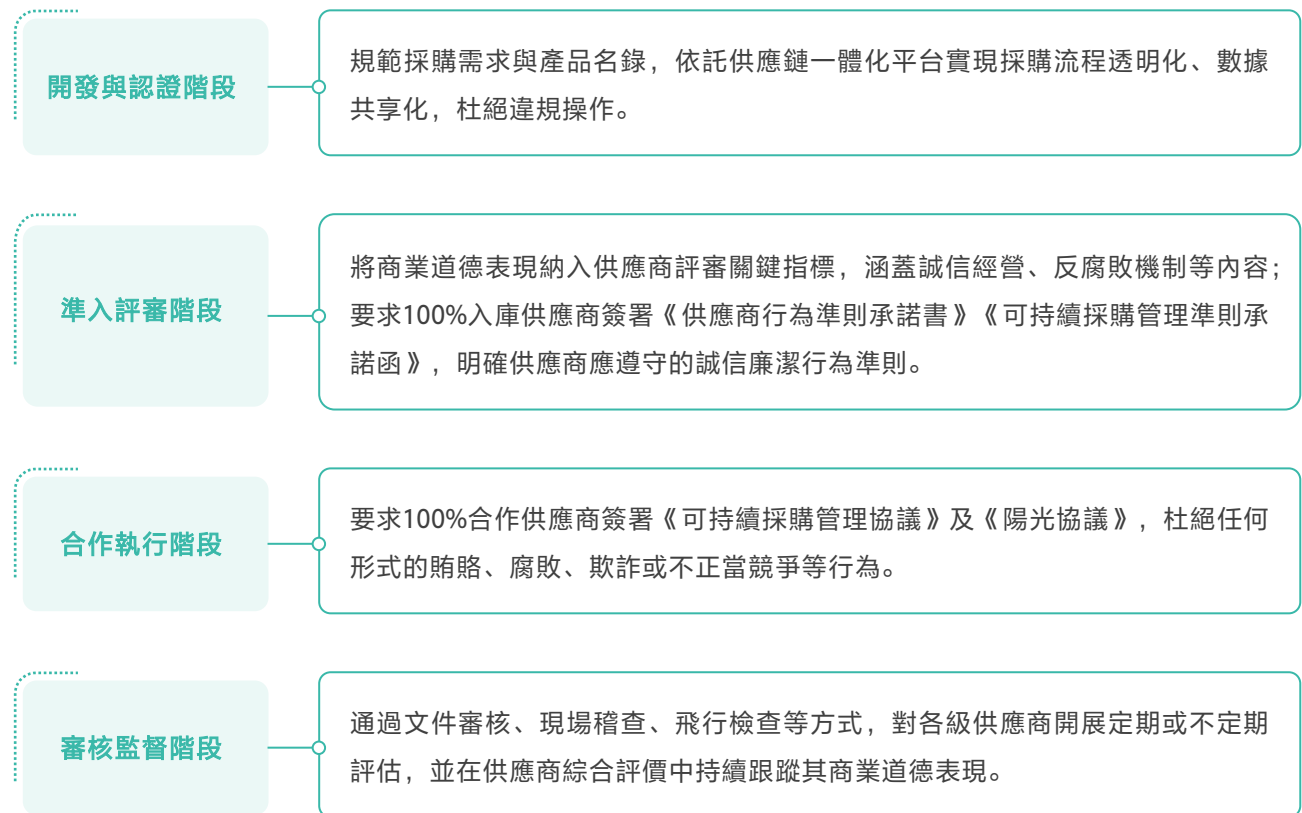 開發與認證階段
規範採購需求與產品名錄，依託供應鏈一體化平台實現採購流程透明化、數據
共享化，杜絕違規操作。
準入評審階段
將商業道德表現納入供應商評審關鍵指標，涵蓋誠信經營、反腐敗機制等內容；
要求100%入庫供應商簽署《供應商行為準則承諾書》《可持續採購管理準則承
諾函》，明確供應商應遵守的誠信廉潔行為準則。
合作執行階段
要求100%合作供應商簽署《可持續採購管理協議》及《陽光協議》，杜絕任何
形式的賄賂、腐敗、欺詐或不正當競爭等行為。
審核監督階段
通過文件審核、現場稽查、飛行檢查等方式，對各級供應商開展定期或不定期
評估，並在供應商綜合評價中持續跟蹤其商業道德表現。